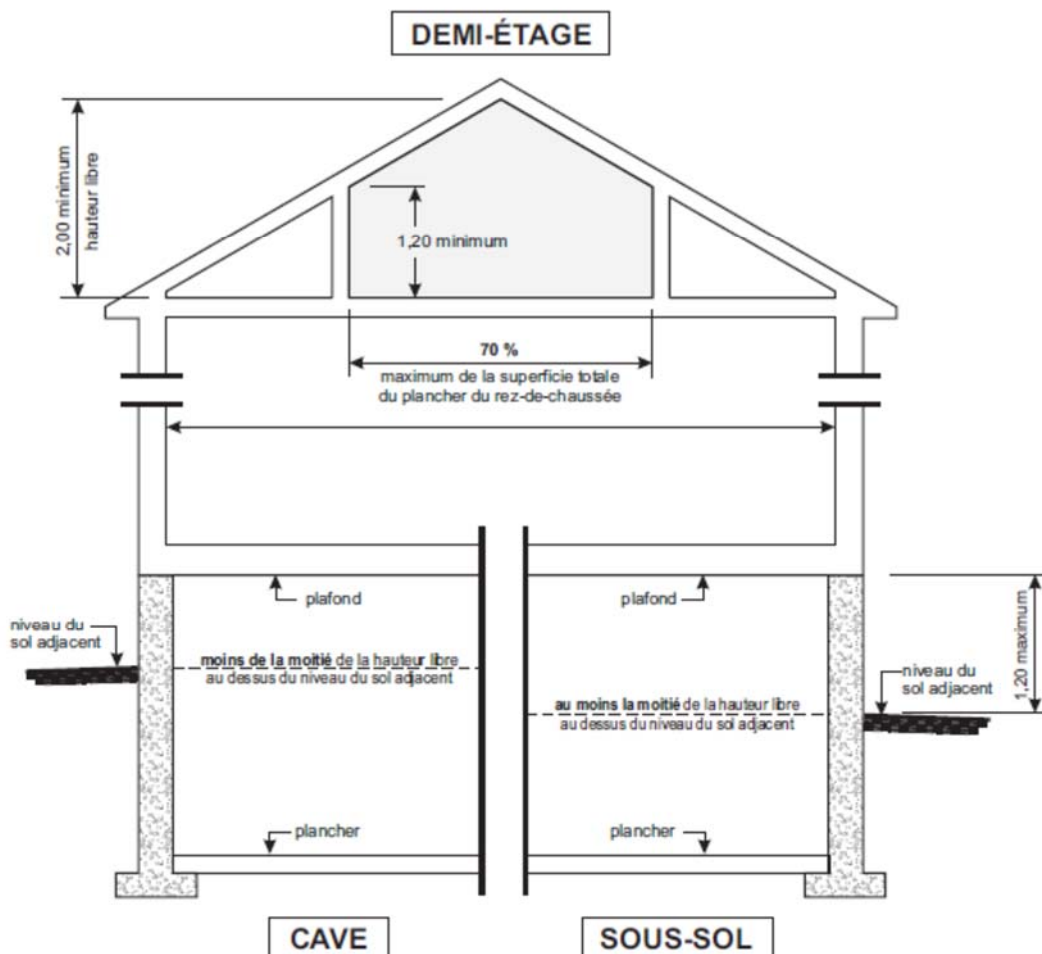 DEMI-ÉTAGE
2,00 minimum
hauteur libre
1,20 minimum
70 %
maximum de la superficie totale
du plancher du rez-de-chaussée
plafond
plafond
niveau du
sol adjacent
moins de la moitié de la hauteur libre
au dessus du niveau du sol adjacent
au moins la moitié de la hauteur libre
au dessus du niveau du sol adjacent
niveau du
sol adjacent
1,20 maximum
plancher
plancher
CAVE
SOUS-SOL